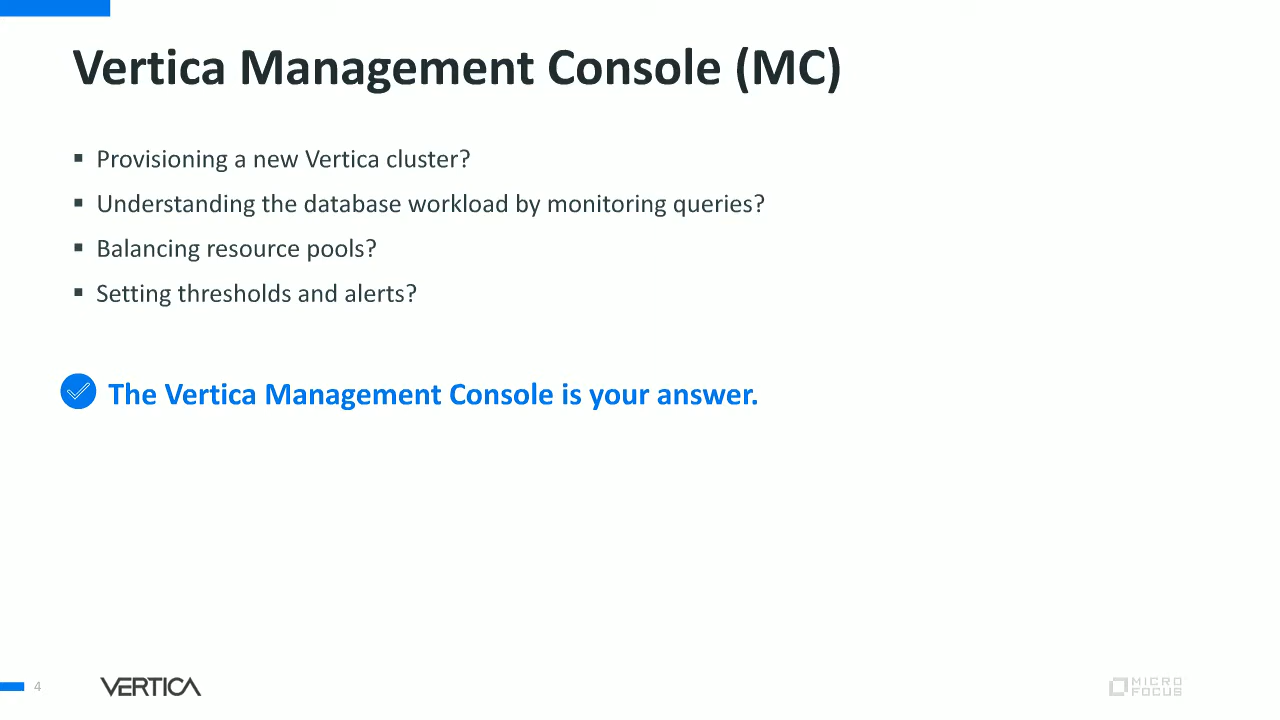 Vertica Management Console (MC)
Provisioning a new Vertica cluster?
Understanding the database workload by monitoring queries?
Balancing resource pools?
Setting thresholds and alerts?
The Vertica Management Console is your answer.
4
VERTICA
MICRO
FOCUS